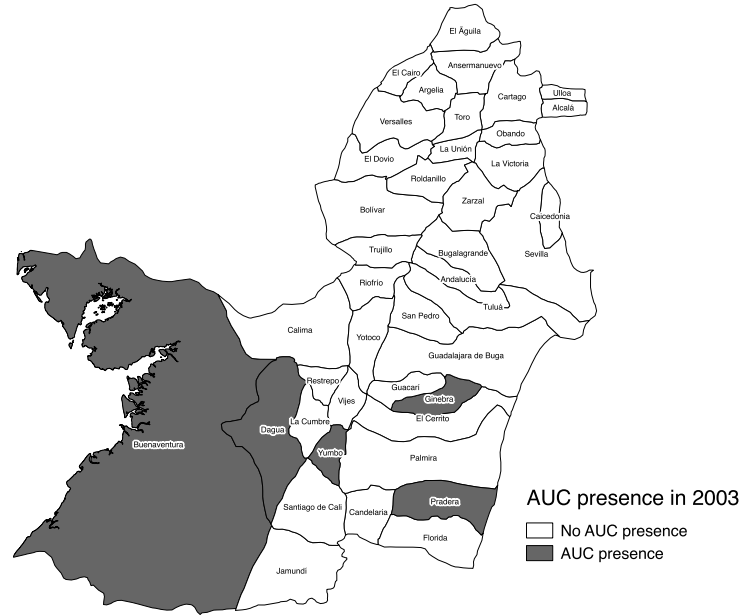 El Águila
Ansermanuevo
El Cairo
Argelia
Cartago
Ulloa
Alcalá
Versalles
Toro
Obando
La Unión
El Dovio
La Victoria
Roldanillo
Zarzal
Bolívar
Caicedonia
Trujillo
Bugalagrande
Sevilla
Andalucía
Riofrío
Tuluá
San Pedro
Calima
Yotoco
Guadalajara de Buga
Restrepo
Guacarí
Ginebra
Vijes
La Cumbre
El Cerrito
Dagua
Buenaventura
Yumbo
Palmira
Pradera
Santiago de Cali
Candelaria
Florida
Jamundí
AUC presence in 2003
No AUC presence
AUC presence